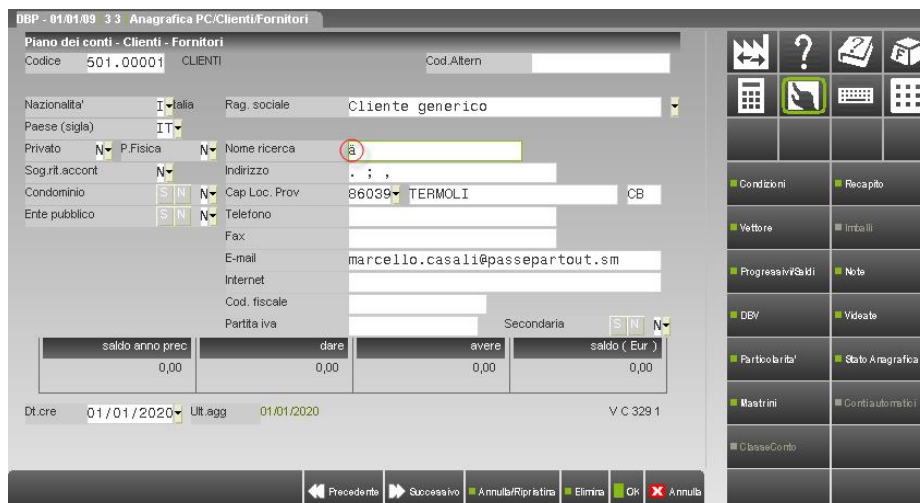 DBP - 01/01/09 3 3 Anagrafica PC/Clienti/Fornitori
Piano dei conti - Clienti - Fornitori
Codice 501.00001 CLIENTI Cod.Altern
Nazionalita' I talia Rag. sociale Cliente generico
Paese (sigla) IT
Privato N P.Fisica N Nome ricerca ä
Sog.rit.accont N Indirizzo . ; ,
Condominio S N N Cap Loc. Prov 86039 TERMOLI CB
Ente pubblico S N N Telefono
Fax
E-mail marcello.casali@passepartout.sm
Internet
Cod. fiscale
Partita iva Secondaria S N N
saldo anno prec dare avere saldo ( Eur )
0,00 0,00 0,00 0,00
Dt.cre 01/01/2020 Ult.agg 01/01/2020 V C 329 1
Precedente Successivo Annulla/Ripristina Elimina OK X Annulla
? ? F
Condizioni Recapito
Vettore Imballi
Progressivi/Saldi Note
DBV Videate
Particolarita' Stato Anagrafica
Mastrini Conti automatici
ClasseConto